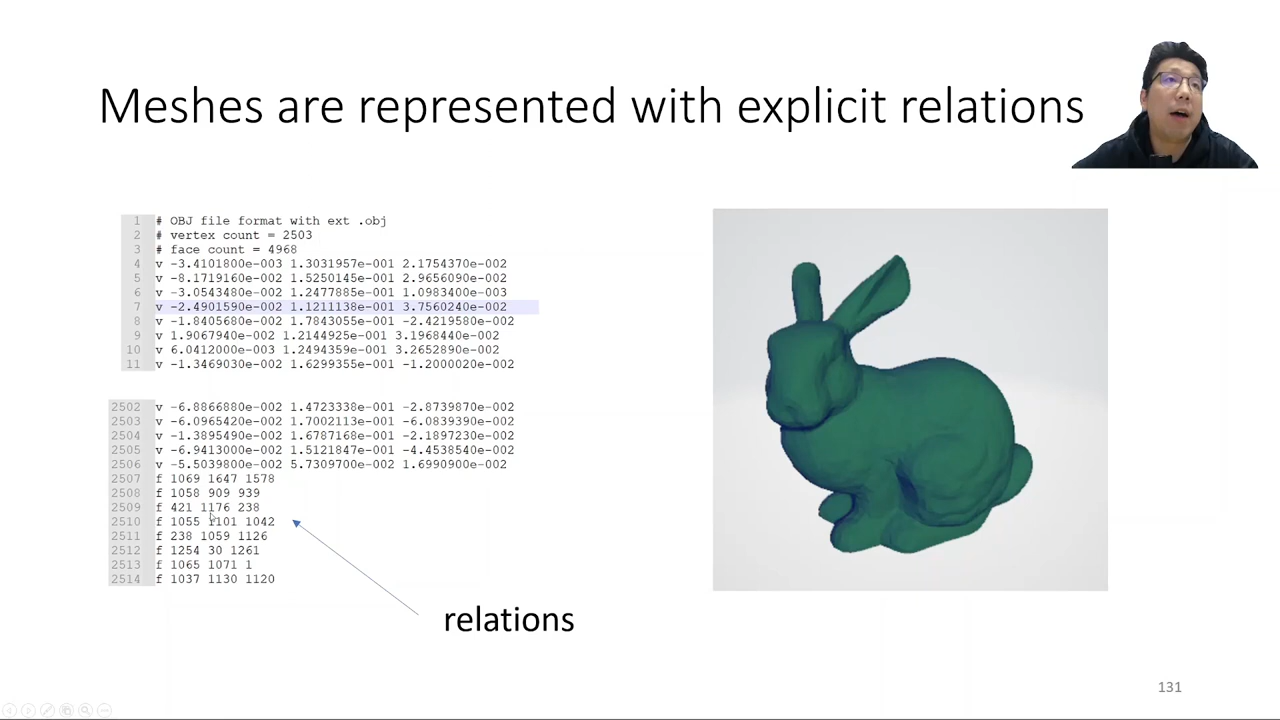 Meshes are represented with explicit relations
1 # OBJ file format with ext .obj
2 # vertex count = 2503
3 # face count = 4968
4 v -3.4101800e-003 1.3031957e-001 2.1754370e-002
5 v -8.1719160e-002 1.5250145e-001 2.9656090e-002
6 v -3.0543480e-002 1.2477885e-001 1.0983400e-003
7 v -2.4901590e-002 1.1211138e-001 3.7560240e-002
8 v -1.8405680e-002 1.7843055e-001 -2.4219580e-002
9 v 1.9067940e-002 1.2144925e-001 3.1968440e-002
10 v 6.0412000e-003 1.2494359e-001 3.2652890e-002
11 v -1.3469030e-002 1.6299355e-001 -1.2000020e-002
2502 v -6.8866880e-002 1.4723338e-001 -2.8739870e-002
2503 v -6.0965420e-002 1.7002113e-001 -6.0839390e-002
2504 v -1.3895490e-002 1.6787168e-001 -2.1897230e-002
2505 v -6.9413000e-002 1.5121847e-001 -4.4538540e-002
2506 v -5.5039800e-002 5.7309700e-002 1.6990900e-002
2507 f 1069 1647 1578
2508 f 1058 909 939
2509 f 421 1176 238
2510 f 1055 1101 1042
2511 f 238 1059 1126
2512 f 1254 30 1261
2513 f 1065 1071 1
2514 f 1037 1130 1120
relations
131